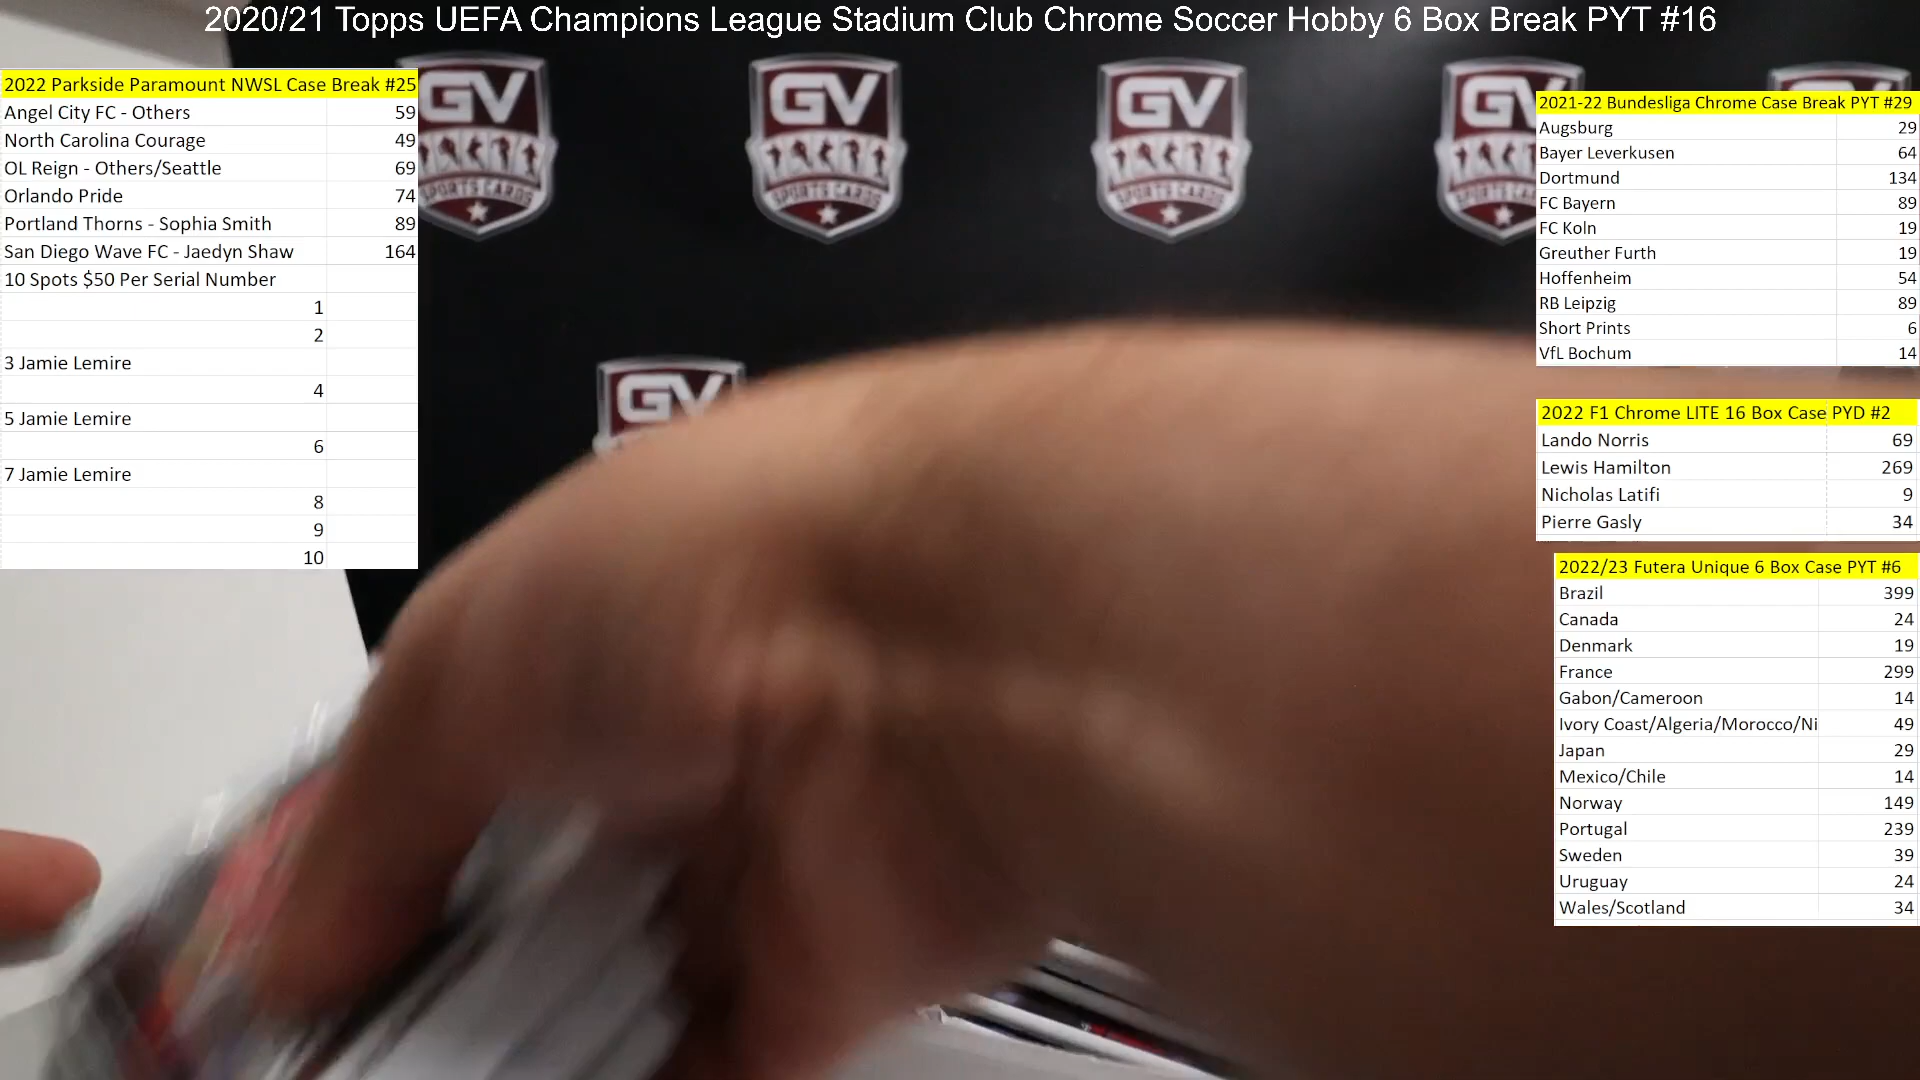 2020/21 Topps UEFA Champions League Stadium Club Chrome Soccer Hobby 6 Box Break PYT #16
2022 Parkside Paramount NWSL Case Break #25
Angel City FC - Others 59
North Carolina Courage 49
OL Reign - Others/Seattle 69
Orlando Pride 74
Portland Thorns - Sophia Smith 89
San Diego Wave FC - Jaedyn Shaw 164
10 Spots $50 Per Serial Number
1
2
3 Jamie Lemire
4
5 Jamie Lemire
6
7 Jamie Lemire
8
9
10
GV
SPORTS CARDS
GV
SPORTS CARDS
GV
SPORTS CARDS
GV
SPORTS CARDS
GV
2021-22 Bundesliga Chrome Case Break PYT #29
Augsburg 29
Bayer Leverkusen 64
Dortmund 134
FC Bayern 89
FC Koln 19
Greuther Furth 19
Hoffenheim 54
RB Leipzig 89
Short Prints 6
VfL Bochum 14
2022 F1 Chrome LITE 16 Box Case PYD #2
Lando Norris 69
Lewis Hamilton 269
Nicholas Latifi 9
Pierre Gasly 34
2022/23 Futera Unique 6 Box Case PYT #6
Brazil 399
Canada 24
Denmark 19
France 299
Gabon/Cameroon 14
Ivory Coast/Algeria/Morocco/Ni 49
Japan 29
Mexico/Chile 14
Norway 149
Portugal 239
Sweden 39
Uruguay 24
Wales/Scotland 34